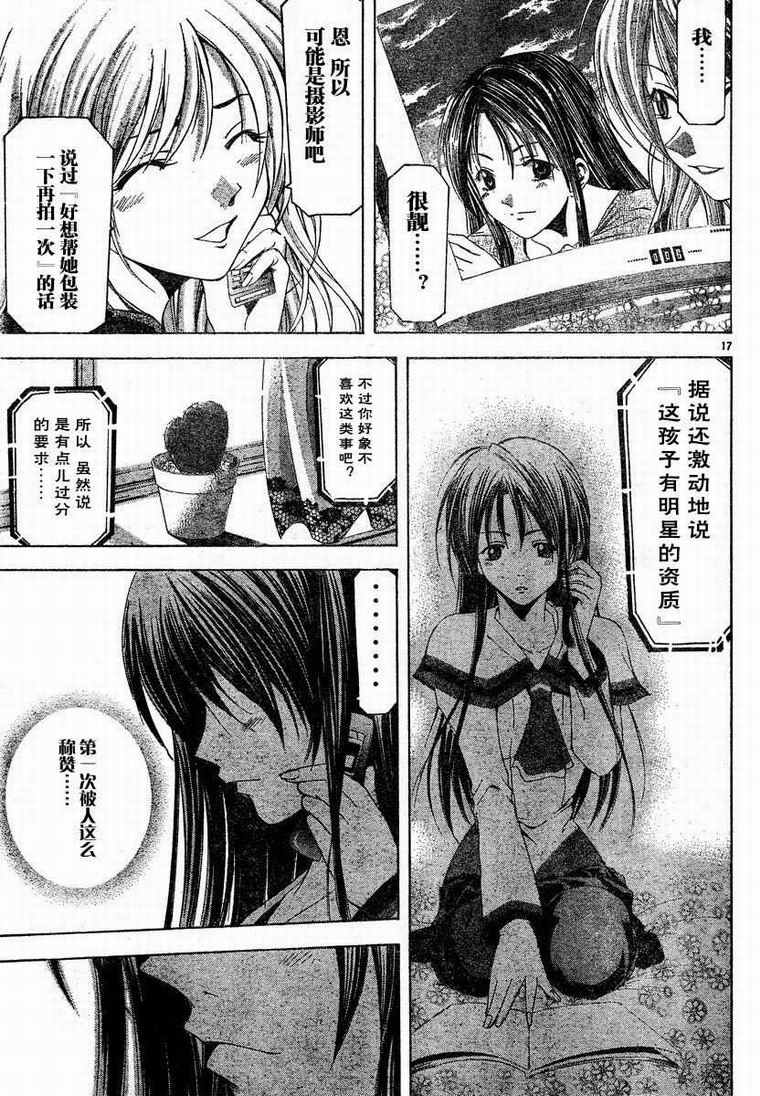 我……
很靓……？
恩 所以
可能是摄影师吧
说过『好想帮她包装
一下再拍一次』的话
17
据说还激动地说
『这孩子有明星的资质
』
不过你好象不
喜欢这类事吧？
所以 虽然说
是有点儿过分
的要求……
………
第一次被人这么
称赞……